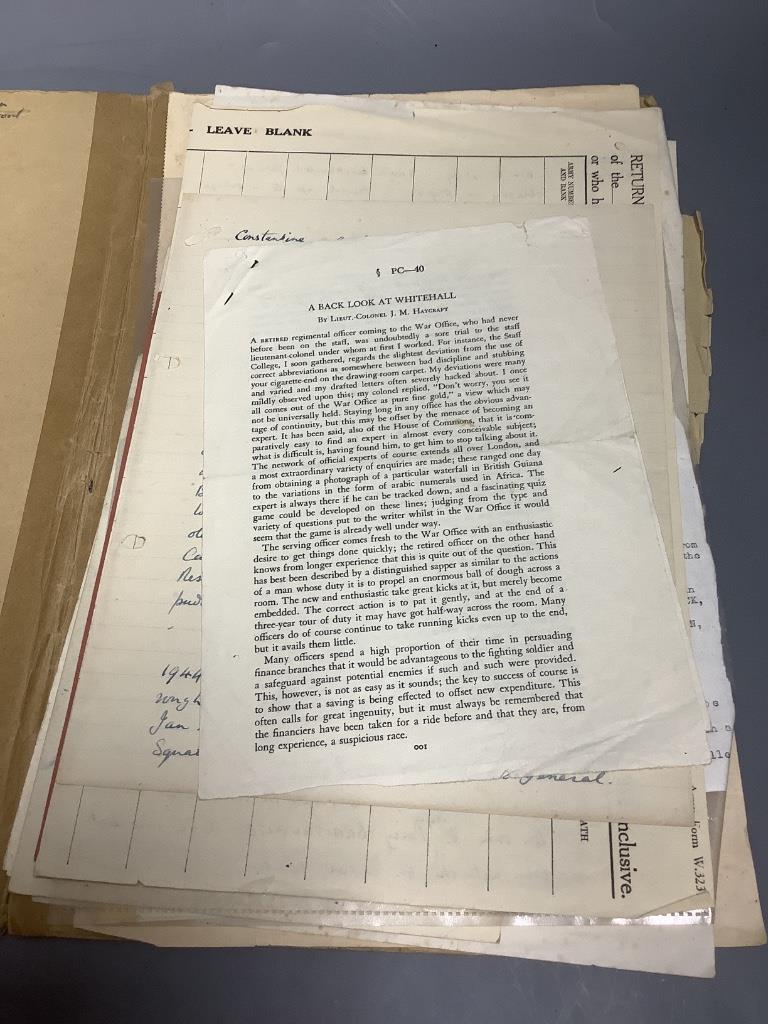 - LEAVE BLANK
RETURN
of the
or who h
ARMY NUMBER
AND RANK
Constantine
§ PC—40
A BACK LOOK AT WHITEHALL
By Lieut.-Colonel J. M. Haycraft
A RETIRED regimental officer coming to the War Office, who had never
before been on the staff, was undoubtedly a sore trial to the staff
lieutenant-colonel under whom at first I worked. For instance, the Staff
College, I soon gathered, regards the slightest deviation from the use of
correct abbreviations as somewhere between bad discipline and stubbing
your cigarette-end on the drawing-room carpet. My deviations were many
and varied and my drafted letters often severely hacked about. I once
mildly observed upon this; my colonel replied, "Don't worry, you see it
all comes out of the War Office as pure fine gold," a view which may
not be universally held. Staying long in any office has the obvious advan-
tage of continuity, but this may be offset by the menace of becoming an
expert. It has been said, also of the House of Commons, that it is com-
paratively easy to find an expert in almost every conceivable subject;
what is difficult is, having found him, to get him to stop talking about it.
The network of official experts of course extends all over London, and
a most extraordinary variety of enquiries are made; these ranged one day
from obtaining a photograph of a particular waterfall in British Guiana
to the variations in the form of arabic numerals used in Africa. The
expert is always there if he can be tracked down, and a fascinating quiz
game could be developed on these lines; judging from the type and
variety of questions put to the writer whilst in the War Office it would
seem that the game is already well under way.
The serving officer comes fresh to the War Office with an enthusiastic
desire to get things done quickly; the retired officer on the other hand
knows from longer experience that this is quite out of the question. This
has best been described by a distinguished sapper as similar to the actions
of a man whose duty it is to propel an enormous ball of dough across a
room. The new and enthusiastic take great kicks at it, but merely become
embedded. The correct action is to pat it gently, and at the end of a
three-year tour of duty it may have got half-way across the room. Many
officers do of course continue to take running kicks even up to the end,
but it avails them little.
Many officers spend a high proportion of their time in persuading
finance branches that it would be advantageous to the fighting soldier and
a safeguard against potential enemies if such and such were provided.
This, however, is not as easy as it sounds; the key to success of course is
to show that a saving is being effected to offset new expenditure. This
often calls for great ingenuity, but it must always be remembered that
the financiers have been taken for a ride before and that they are, from
long experience, a suspicious race.
001
1944
Jan
General.
nclusive.
Form W.323